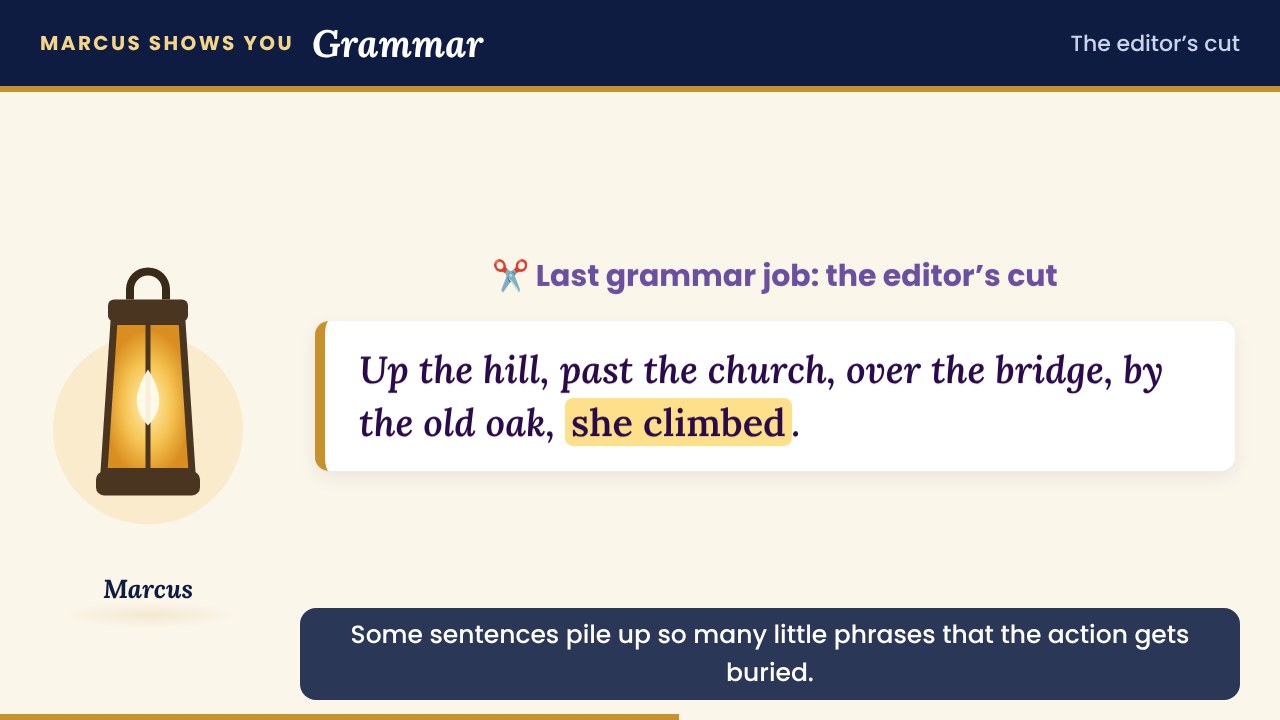 MARCUS SHOWS YOU Grammar
The editor’s cut
✂️ Last grammar job: the editor’s cut
Up the hill, past the church, over the bridge, by
the old oak, she climbed.
Marcus
Some sentences pile up so many little phrases that the action gets
buried.